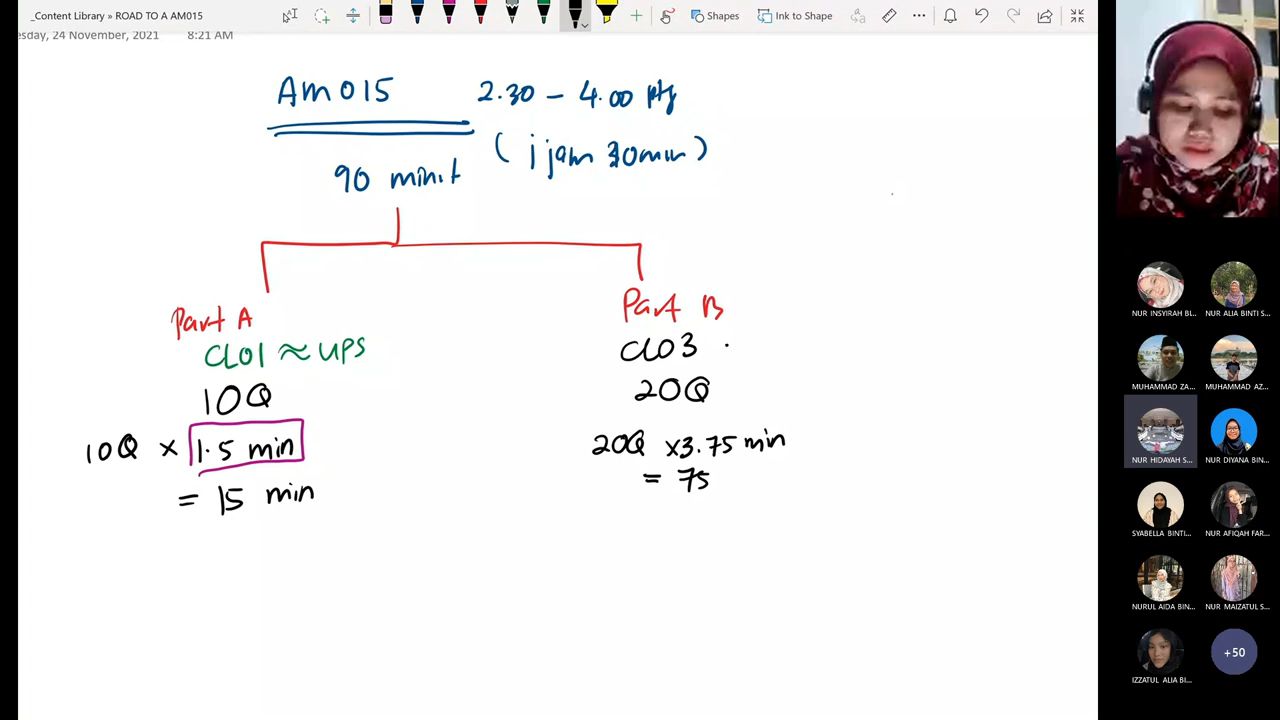 _Content Library » ROAD TO A AM015
Shapes
Ink to Shape
sday, 24 November, 2021 8:21 AM
Am015 2.30 - 4.00 ptg
90 minit (1 jam 30min)
Part A
CLO1 ≈ UPS
10Q
10Q × 1.5 min
= 15 min
Part B
CLO3
20Q
20Q ×3.75 min
= 75
NUR INSYIRAH BI...
NUR ALIA BINTI S...
MUHAMMAD ZA...
MUHAMMAD AZ...
NUR HIDAYAH S...
NUR DIYANA BIN...
SYABELLA BINTI...
NUR AFIQAH FAR...
NURUL AIDA BIN...
NUR MAIZATUL S...
IZZATUL ALIA BI...
+50